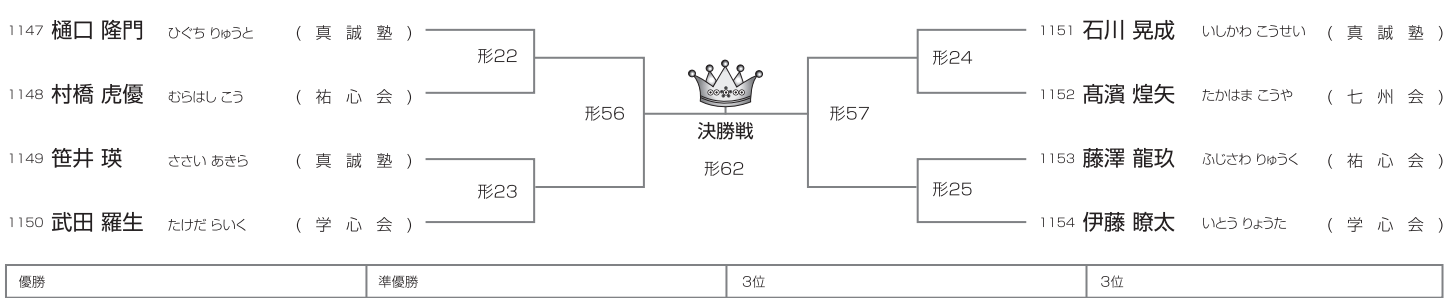 1147 樋口 隆門 ひぐち りゅうと ( 真 誠 塾 )
形22
1148 村橋 虎優 むらはし こう ( 祐 心 会 )
形56
1149 笹井 瑛 ささい あきら ( 真 誠 塾 )
形23
1150 武田 羅生 たけだ らいく ( 学 心 会 )
決勝戦
形62
1151 石川 晃成 いしかわ こうせい ( 真 誠 塾 )
形24
1152 髙濱 煌矢 たかはま こうや ( 七 州 会 )
形57
1153 藤澤 龍玖 ふじさわ りゅうく ( 祐 心 会 )
形25
1154 伊藤 瞭太 いとう りょうた ( 学 心 会 )
優勝 準優勝 3位 3位